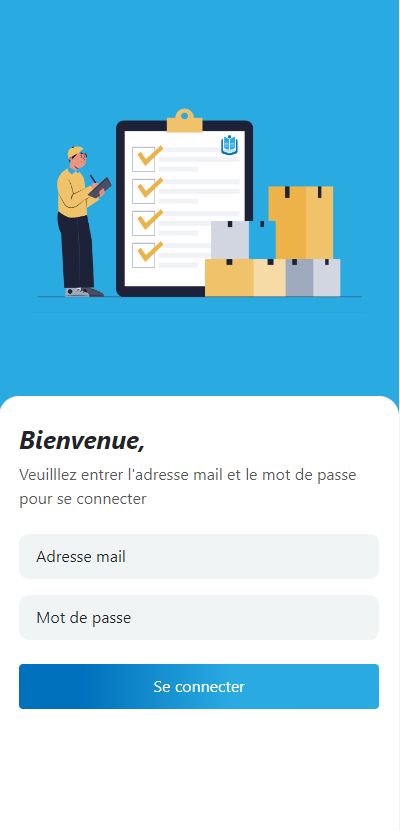 Bienvenue,
Veuilllez entrer l'adresse mail et le mot de passe
pour se connecter
Adresse mail
Mot de passe
Se connecter